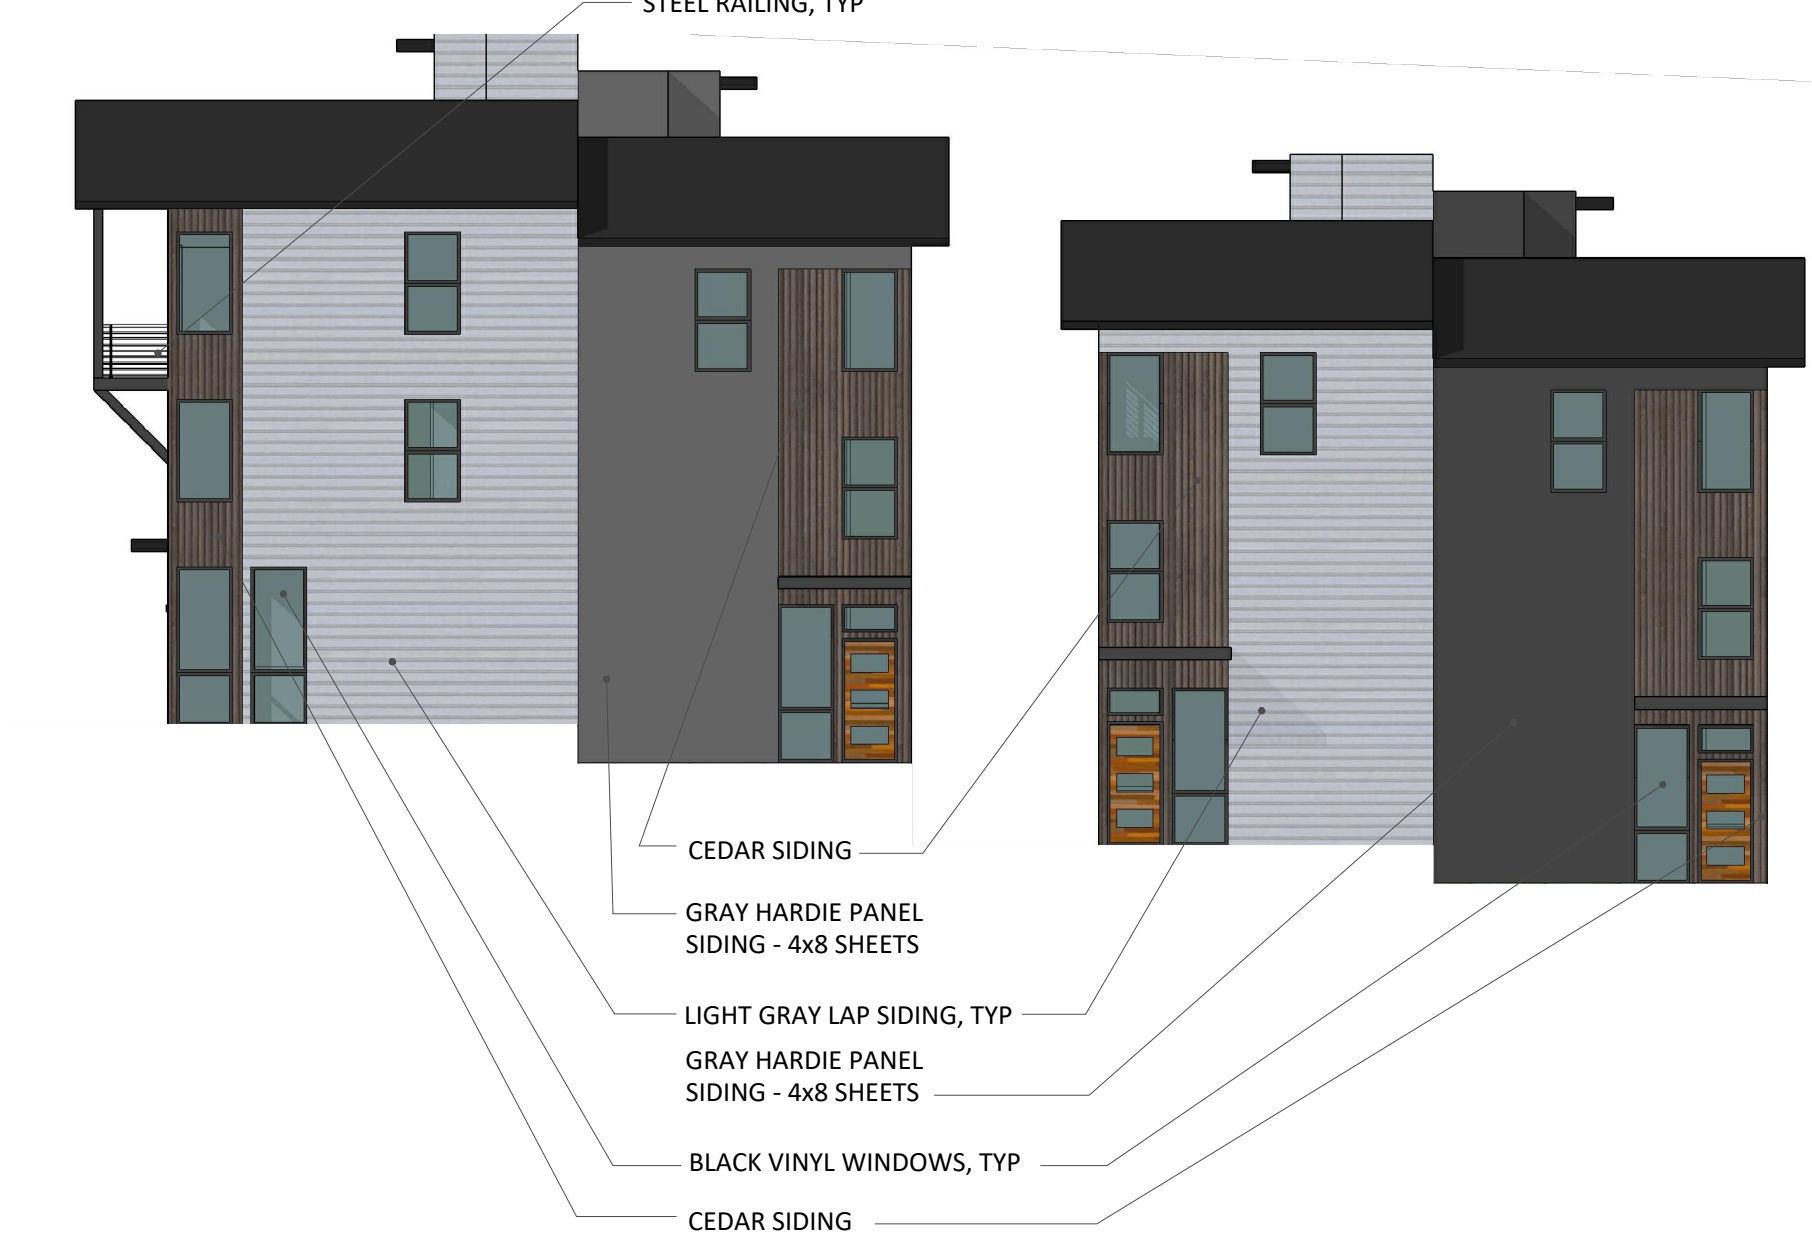 STEEL RAILING, TYP
CEDAR SIDING
GRAY HARDIE PANEL
SIDING - 4x8 SHEETS
LIGHT GRAY LAP SIDING, TYP
GRAY HARDIE PANEL
SIDING - 4x8 SHEETS
BLACK VINYL WINDOWS, TYP
CEDAR SIDING